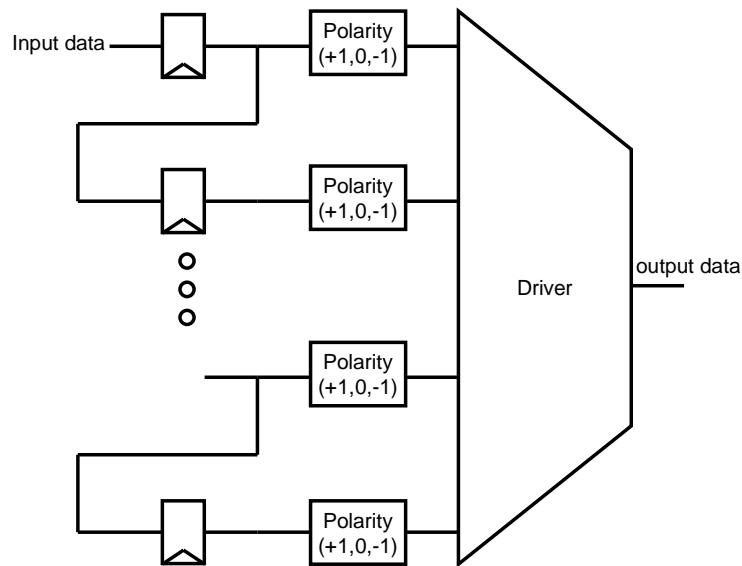 Input data
Polarity
(+1,0,-1)
Polarity
(+1,0,-1)
output data
Driver
Polarity
(+1,0,-1)
Polarity
(+1,0,-1)